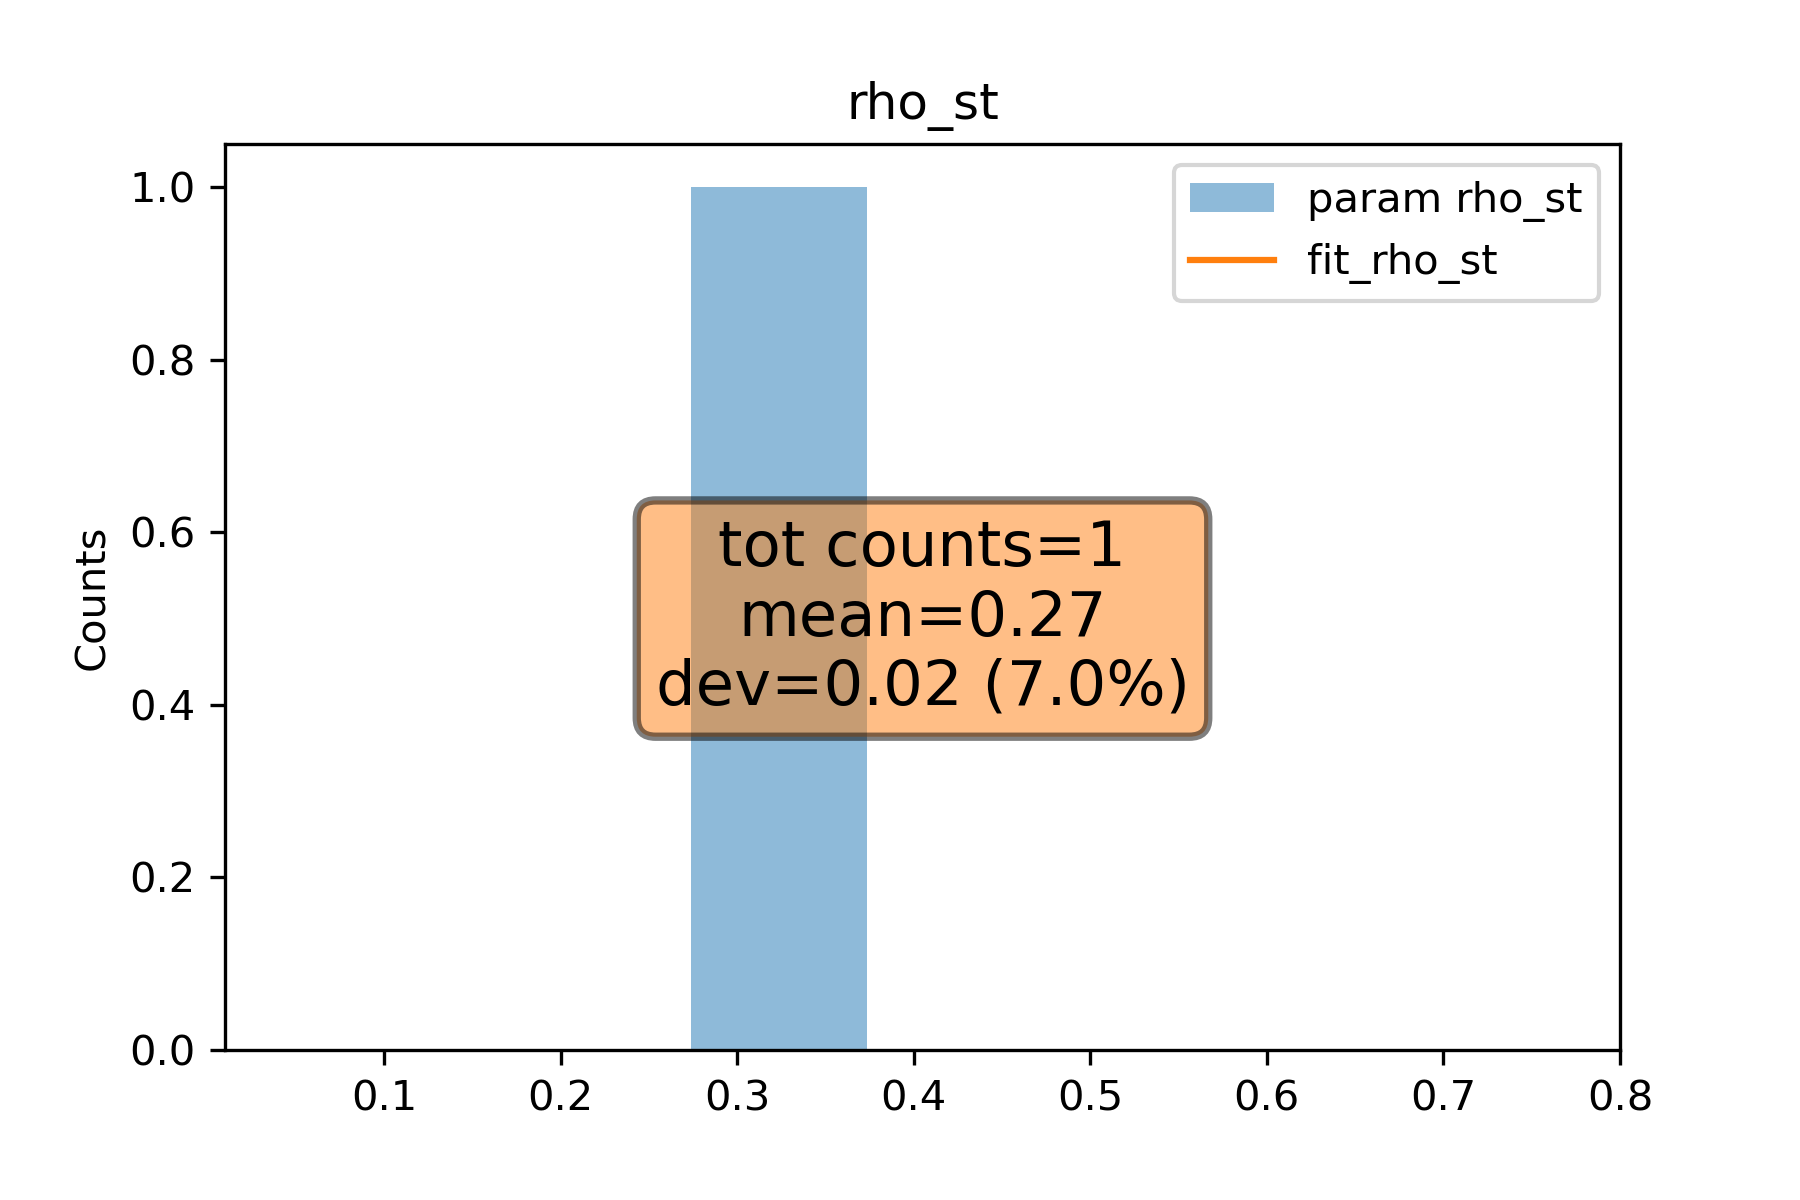 rho_st
param rho_st
fit_rho_st
Counts
1.0
0.8
0.6
0.4
0.2
0.0
tot counts=1
mean=0.27
dev=0.02 (7.0%)
0.1 0.2 0.3 0.4 0.5 0.6 0.7 0.8